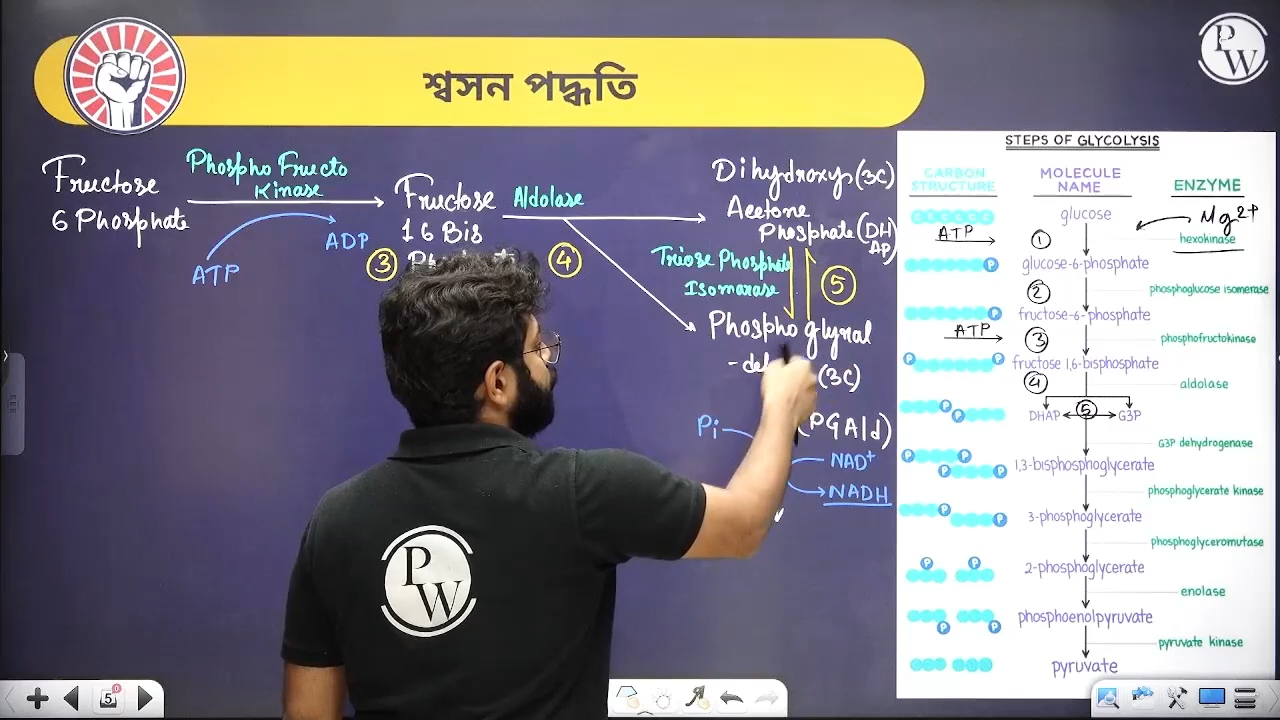 শ্বসন পদ্ধতি
PW
Fructose
6 Phosphate
Phospho Fructo
Kinase
ATP
ADP
Fructose
1 6 Bis
3
Aldolase
4
Dihydroxy (3C)
Acetone
Phosphate (DH
AP)
Triose Phosphate
Isomarase
5
Phospho glyral
(3C)
(PGAld)
Pi
NAD+
NADH
PW
STEPS OF GLYCOLYSIS
CARBON STRUCTURE
MOLECULE NAME
ENZYME
glucose
Mg2+
ATP
1
hexokinase
P
glucose-6-phosphate
2
phosphoglucose isomerase
P
fructose-6-phosphate
ATP
3
phosphofructokinase
P P
fructose 1,6-bisphosphate
4
aldolase
P P
DHAP
5
G3P
G3P dehydrogenase
P P P P
1,3-bisphosphoglycerate
phosphoglycerate kinase
P P
3-phosphoglycerate
phosphoglyceromutase
P P
2-phosphoglycerate
enolase
P P
phosphoenolpyruvate
pyruvate kinase
pyruvate
5